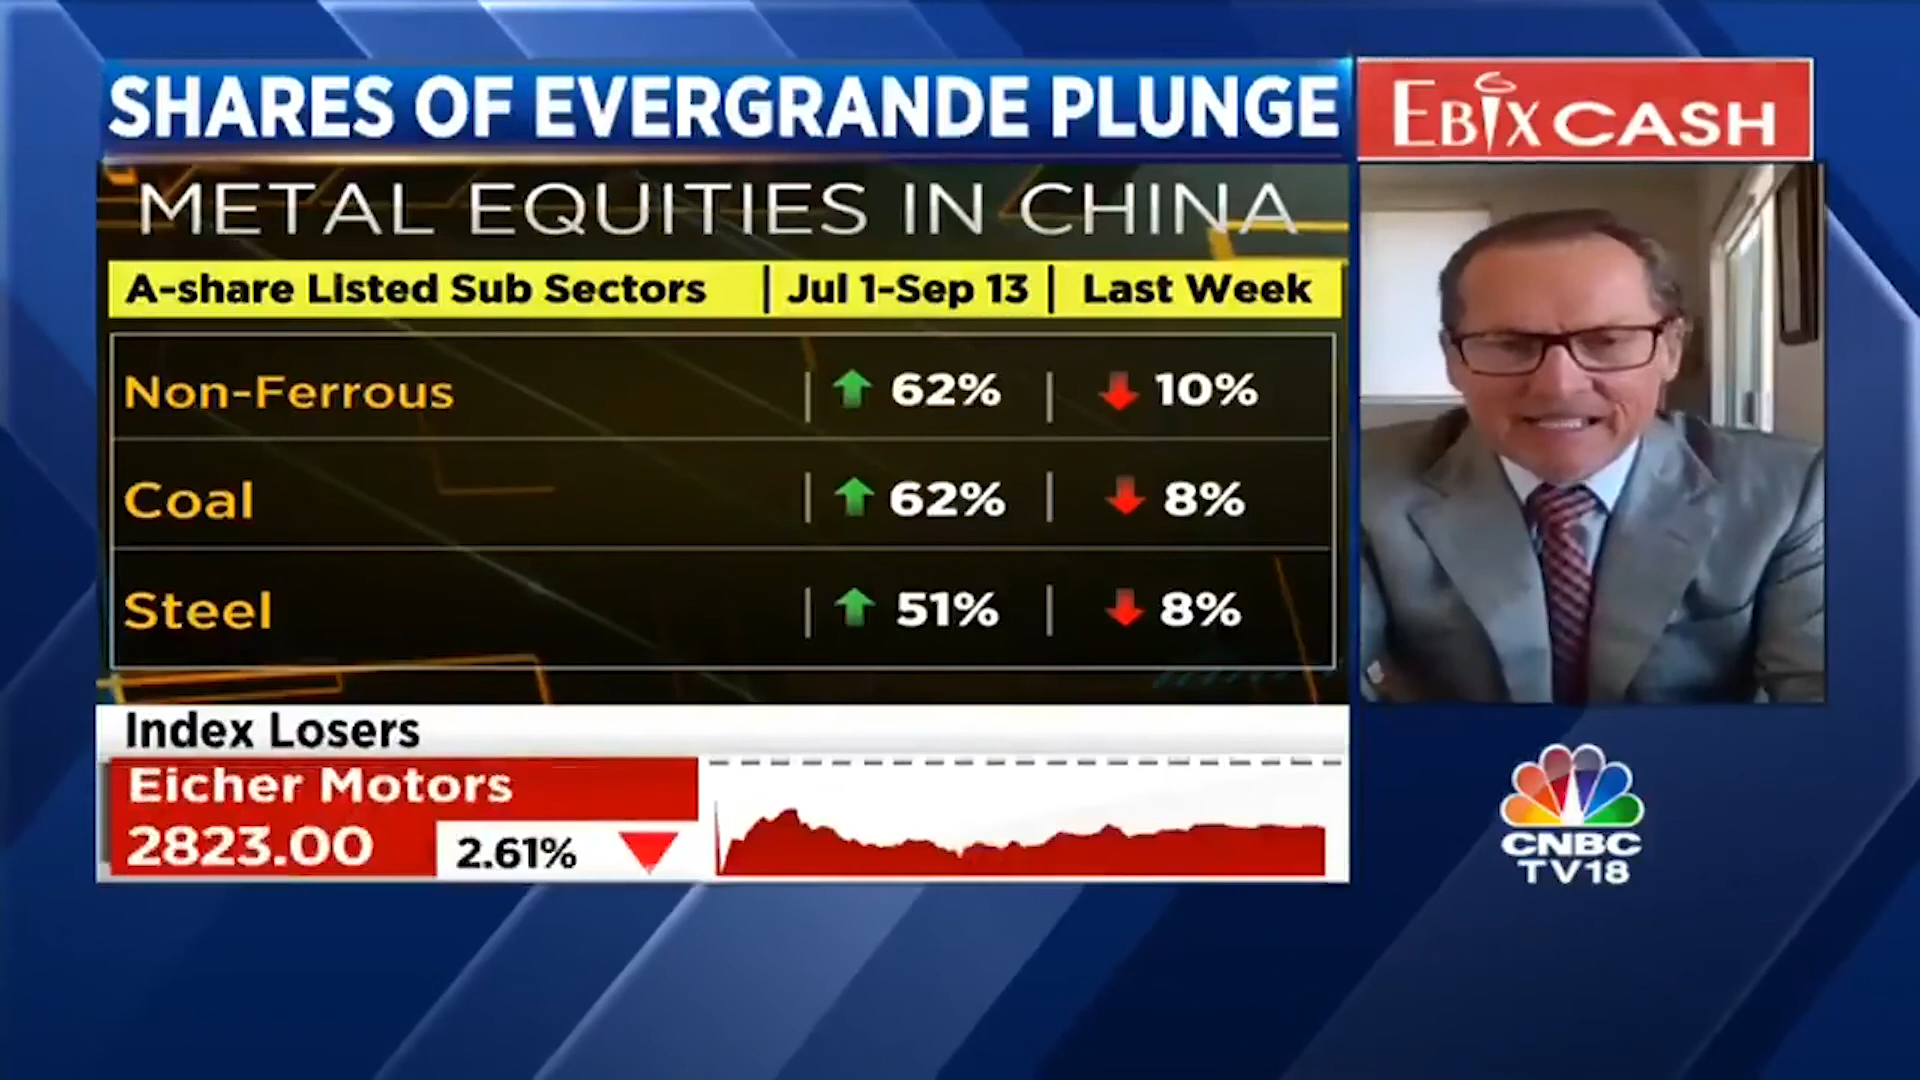 SHARES OF EVERGRANDE PLUNGE
EBIXCASH
METAL EQUITIES IN CHINA
A-share Listed Sub Sectors | Jul 1-Sep 13 | Last Week
Non-Ferrous | 62% | 10%
Coal | 62% | 8%
Steel | 51% | 8%
Index Losers
Eicher Motors
2823.00 2.61%
CNBC
TV18